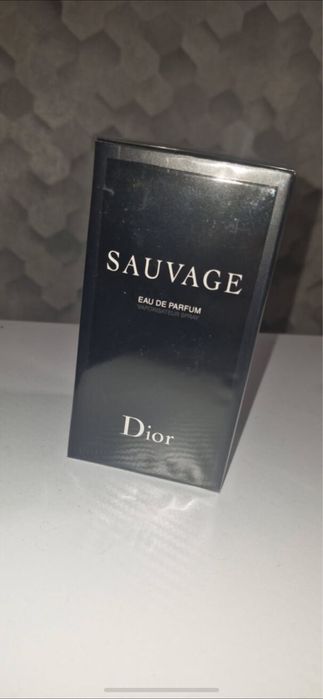 SAUVAGE
EAU DE PARFUM
VAPORISATEUR SPRAY
Dior